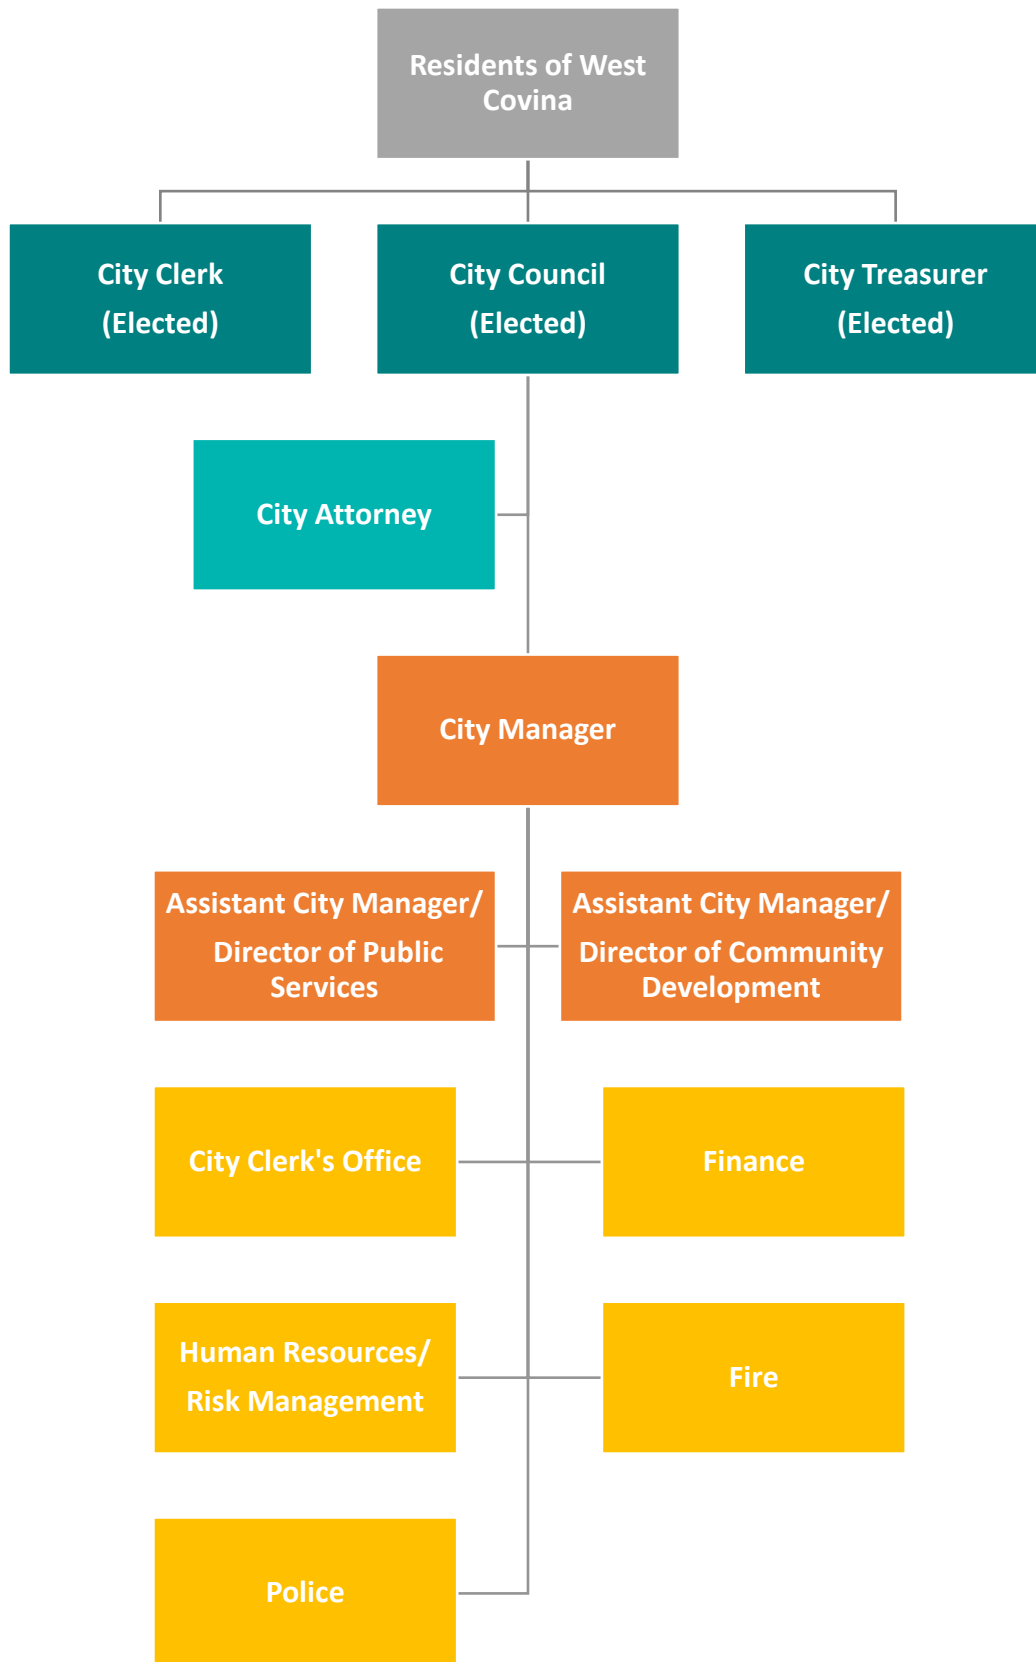 Residents of West
Covina
City Clerk
(Elected)
City Council
(Elected)
City Treasurer
(Elected)
City Attorney
City Manager
Assistant City Manager/
Director of Public
Services
Assistant City Manager/
Director of Community
Development
City Clerk's Office
Finance
Human Resources/
Risk Management
Fire
Police